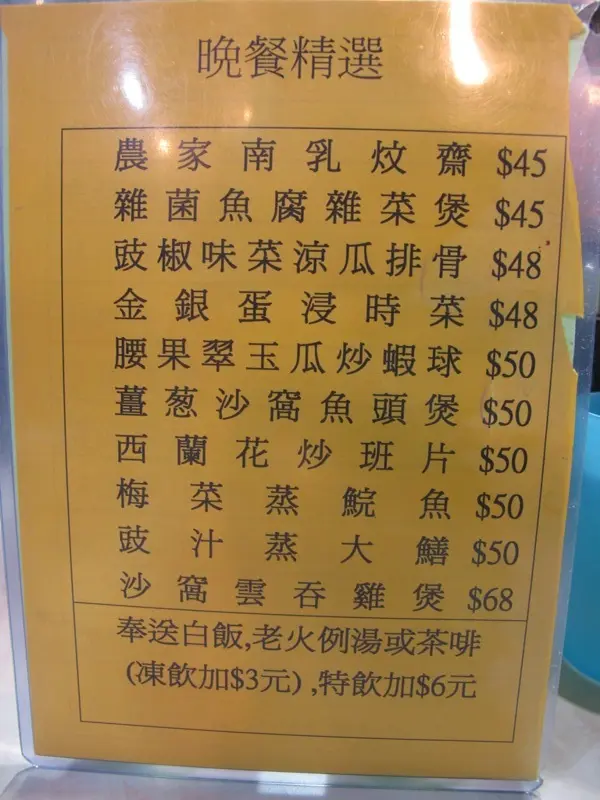 晚餐精選
農家南乳炆齋 $45
雜菌魚腐雜菜煲 $45
豉椒味菜涼瓜排骨 $48
金銀蛋浸時菜 $48
腰果翠玉瓜炒蝦球 $50
薑葱沙窩魚頭煲 $50
西蘭花炒班片 $50
梅菜蒸鯇魚 $50
豉汁蒸大鱔 $50
沙窩雲吞雞煲 $68
奉送白飯,老火例湯或茶啡
(凍飲加$3元),特飲加$6元